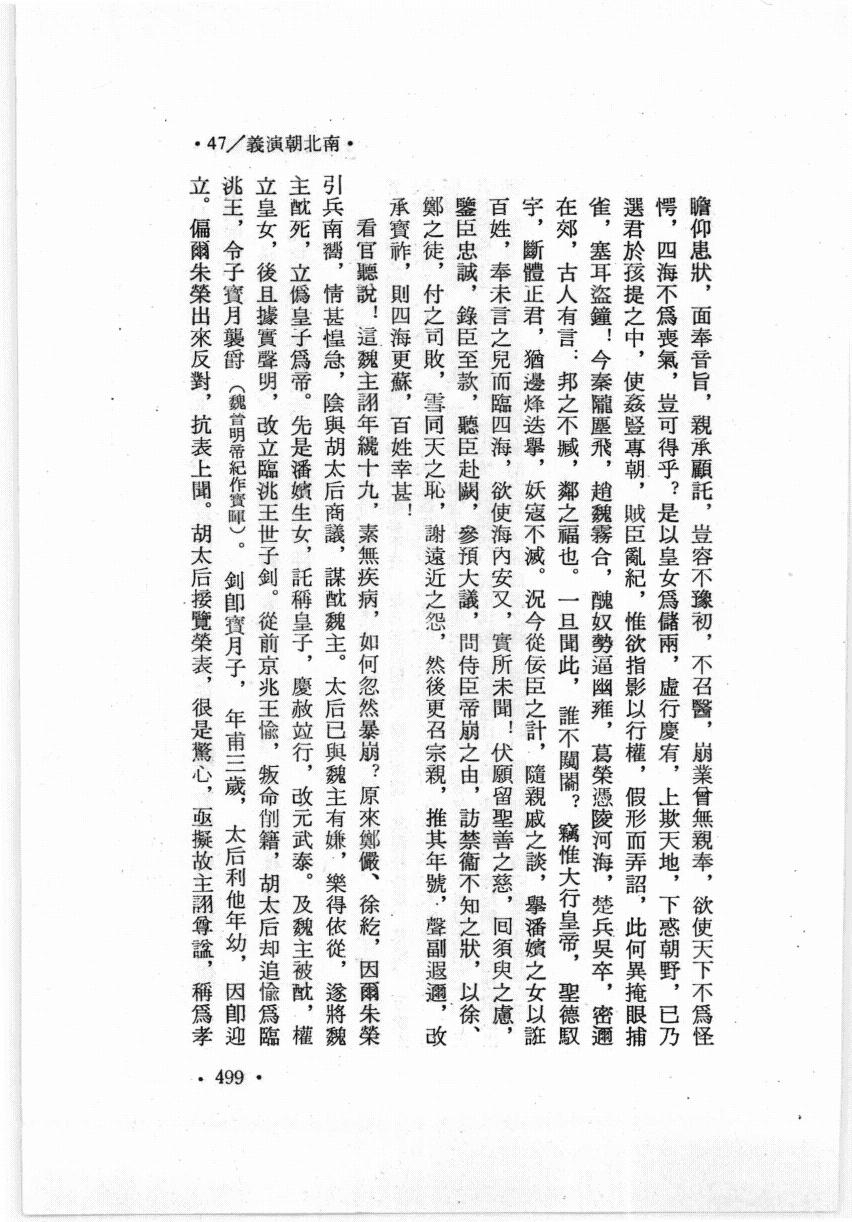 •47/義演朝北南•
瞻仰患狀，面奉音旨，親承顧託，豈容不豫初，不召醫，崩業曾無親奉，欲使天下不爲怪
愕，四海不爲喪氣，豈可得乎？是以皇女爲儲兩，虛行慶宥，上欺天地，下惑朝野，已乃
選君於孩提之中，使姦豎專朝，賊臣亂紀，惟欲指影以行權，假形而弄詔，此何異掩眼捕
雀，塞耳盜鐘！今秦隴塵飛，趙魏霧合，醜奴勢逼幽雍，葛榮憑陵河海，楚兵吳卒，密邇
在郊，古人有言：邦之不臧，鄰之福也。一旦聞此，誰不闚𨵦？竊惟大行皇帝，聖德馭
宇，斷體正君，猶邊烽迭擧，妖寇不滅。況今從佞臣之計，隨親戚之談，擧潘嬪之女以誑
百姓，奉未言之兒而臨四海，欲使海內安乂，實所未聞！伏願留聖善之慈，囘須臾之慮，
鑒臣忠誠，錄臣至款，聽臣赴闕，參預大議，問侍臣帝崩之由，訪禁衞不知之狀，以徐、
鄭之徒，付之司敗，雪同天之恥，謝遠近之怨，然後更召宗親，推其年號，聲副遐邇，改
承寶祚，則四海更蘇，百姓幸甚！
看官聽說！這魏主詡年纔十九，素無疾病，如何忽然暴崩？原來鄭儼、徐紇，因爾朱榮
引兵南嚮，情甚惶急，陰與胡太后商議，謀酖魏主。太后已與魏主有嫌，樂得依從，遂將魏
主酖死，立僞皇子爲帝。先是潘嬪生女，託稱皇子，慶赦竝行，改元武泰。及魏主被酖，權
立皇女，後且據實聲明，改立臨洮王世子釗。從前京兆王愉，叛命削籍，胡太后却追愉爲臨
洮王，令子寶月襲爵（魏書明帝紀作寶暉）。釗卽寶月子，年甫三歲，太后利他年幼，因卽迎
立。偏爾朱榮出來反對，抗表上聞。胡太后接覽榮表，很是驚心，亟擬故主詡尊諡，稱爲孝
•499•